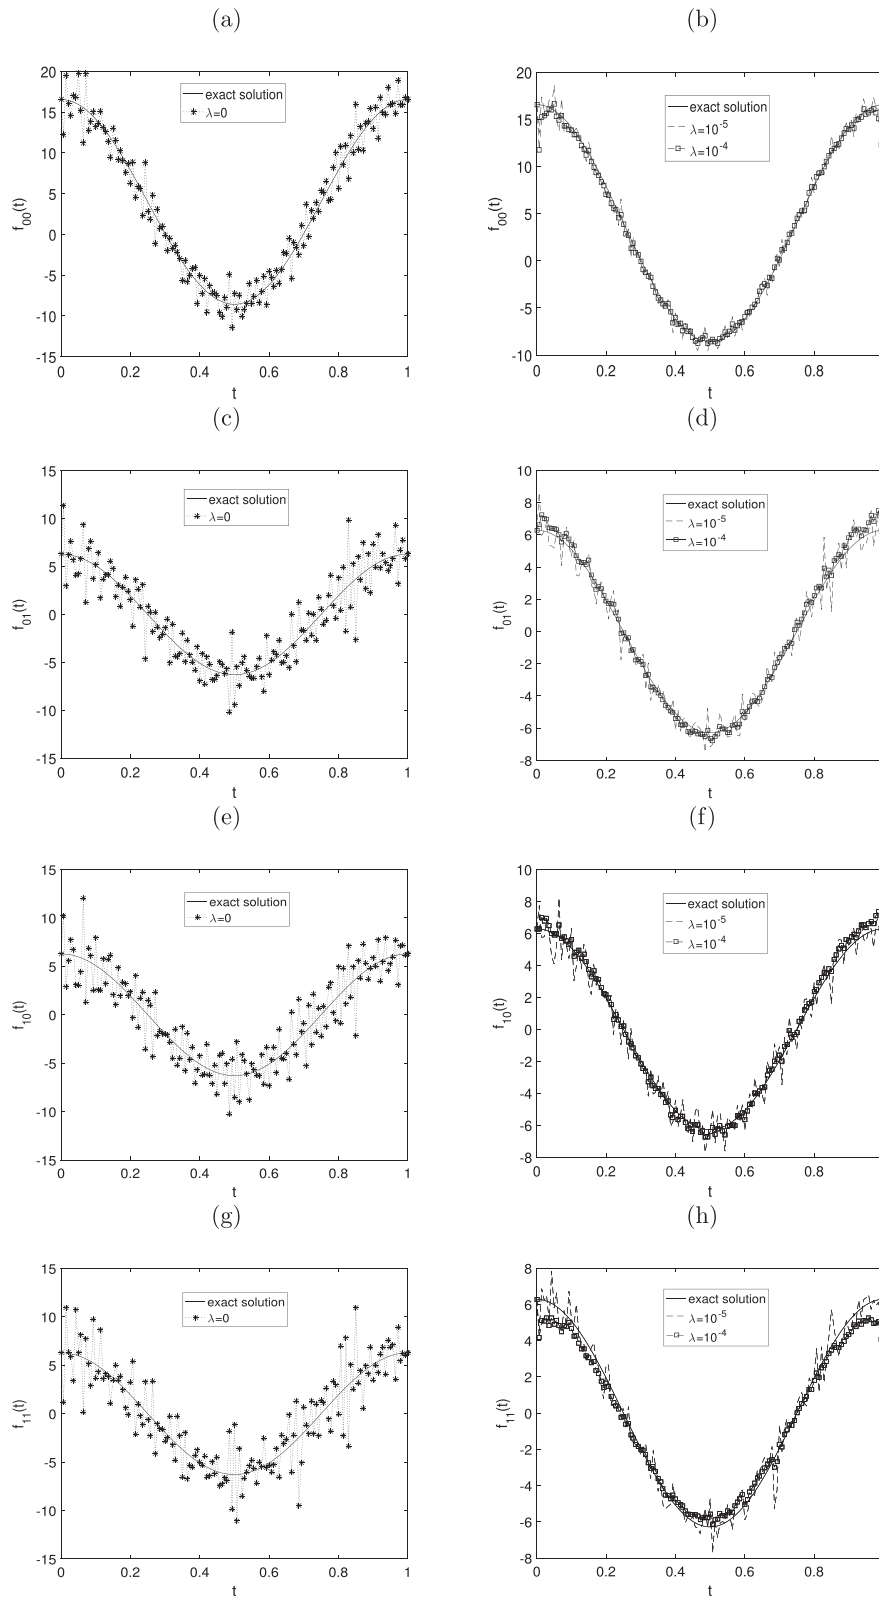 (a)
exact solution
λ=0
f00(t)
20
15
10
5
0
-5
-10
-15
0 0.2 0.4 0.6 0.8 1
t
(b)
exact solution
λ=10-5
λ=10-4
f00(t)
20
15
10
5
0
-5
-10
0 0.2 0.4 0.6 0.8
t
(c)
exact solution
λ=0
f01(t)
15
10
5
0
-5
-10
-15
0 0.2 0.4 0.6 0.8 1
t
(d)
exact solution
λ=10-5
λ=10-4
f01(t)
10
8
6
4
2
0
-2
-4
-6
-8
0 0.2 0.4 0.6 0.8
t
(e)
exact solution
λ=0
f10(t)
15
10
5
0
-5
-10
-15
0 0.2 0.4 0.6 0.8 1
t
(f)
exact solution
λ=10-5
λ=10-4
f10(t)
10
8
6
4
2
0
-2
-4
-6
-8
0 0.2 0.4 0.6 0.8
t
(g)
exact solution
λ=0
f11(t)
15
10
5
0
-5
-10
-15
0 0.2 0.4 0.6 0.8 1
t
(h)
exact solution
λ=10-5
λ=10-4
f11(t)
8
6
4
2
0
-2
-4
-6
-8
0 0.2 0.4 0.6 0.8
t